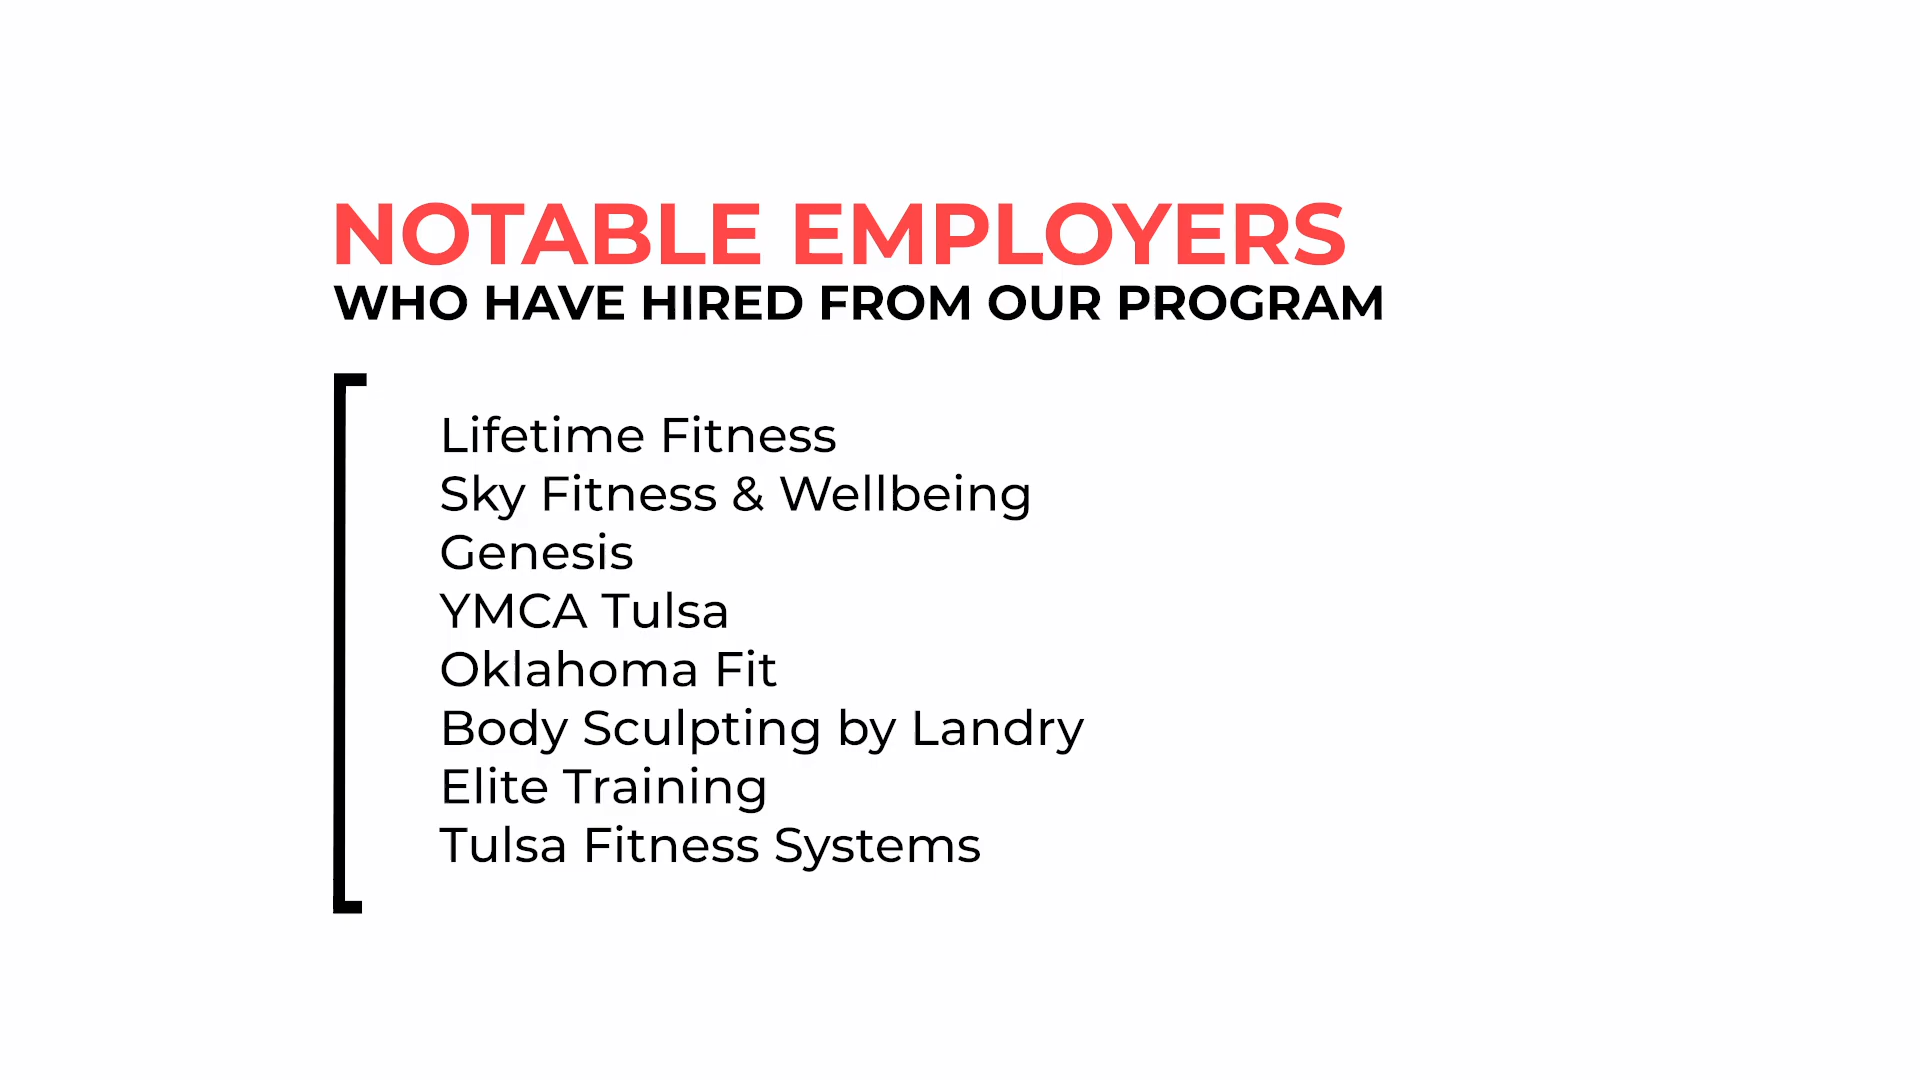 NOTABLE EMPLOYERS
WHO HAVE HIRED FROM OUR PROGRAM
Lifetime Fitness
Sky Fitness & Wellbeing
Genesis
YMCA Tulsa
Oklahoma Fit
Body Sculpting by Landry
Elite Training
Tulsa Fitness Systems